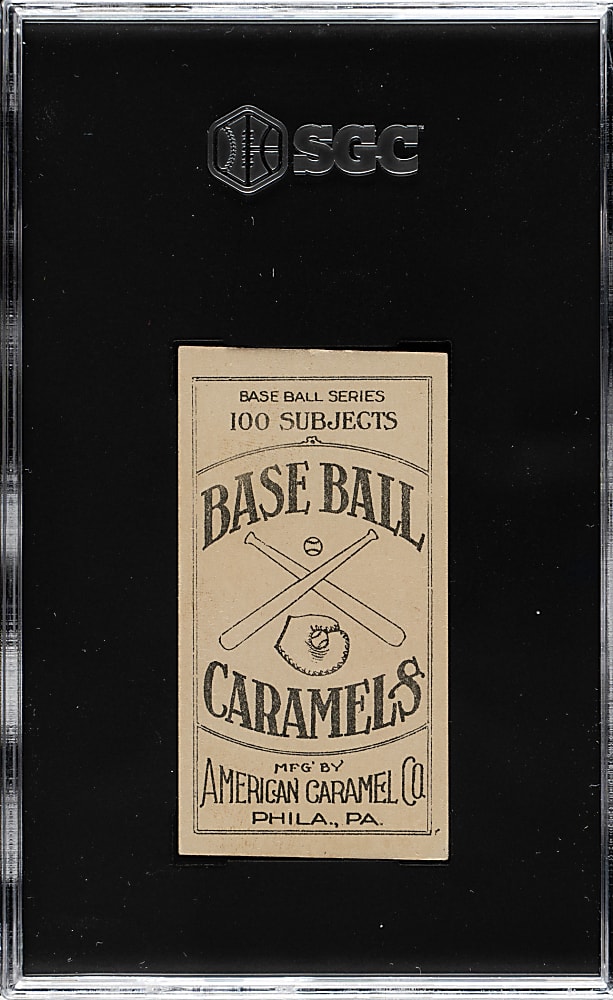 SGC
BASE BALL SERIES
100 SUBJECTS
BASE BALL
CARAMELS
MFG' BY
AMERICAN CARAMEL CO.
PHILA., PA.